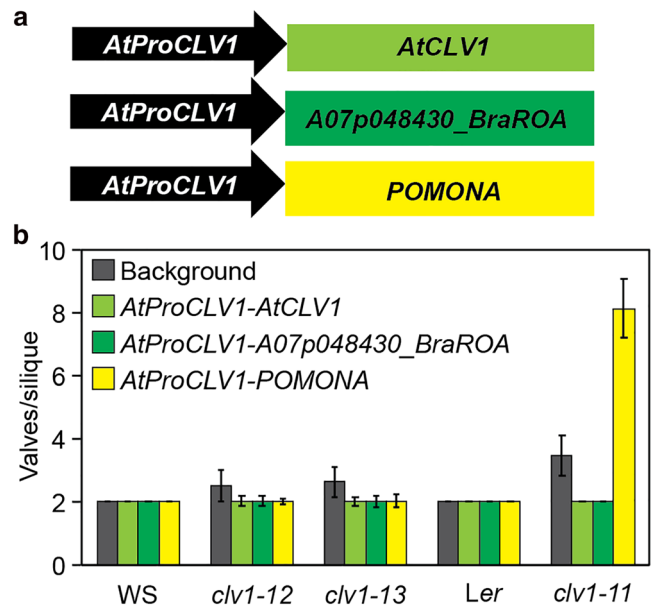 a
AtProCLV1 AtCLV1
AtProCLV1 A07p048430_BraROA
AtProCLV1 POMONA
b
10
8
6
4
2
0
Valves/silique
Background
AtProCLV1-AtCLV1
AtProCLV1-A07p048430_BraROA
AtProCLV1-POMONA
WS clv1-12 clv1-13 Ler clv1-11